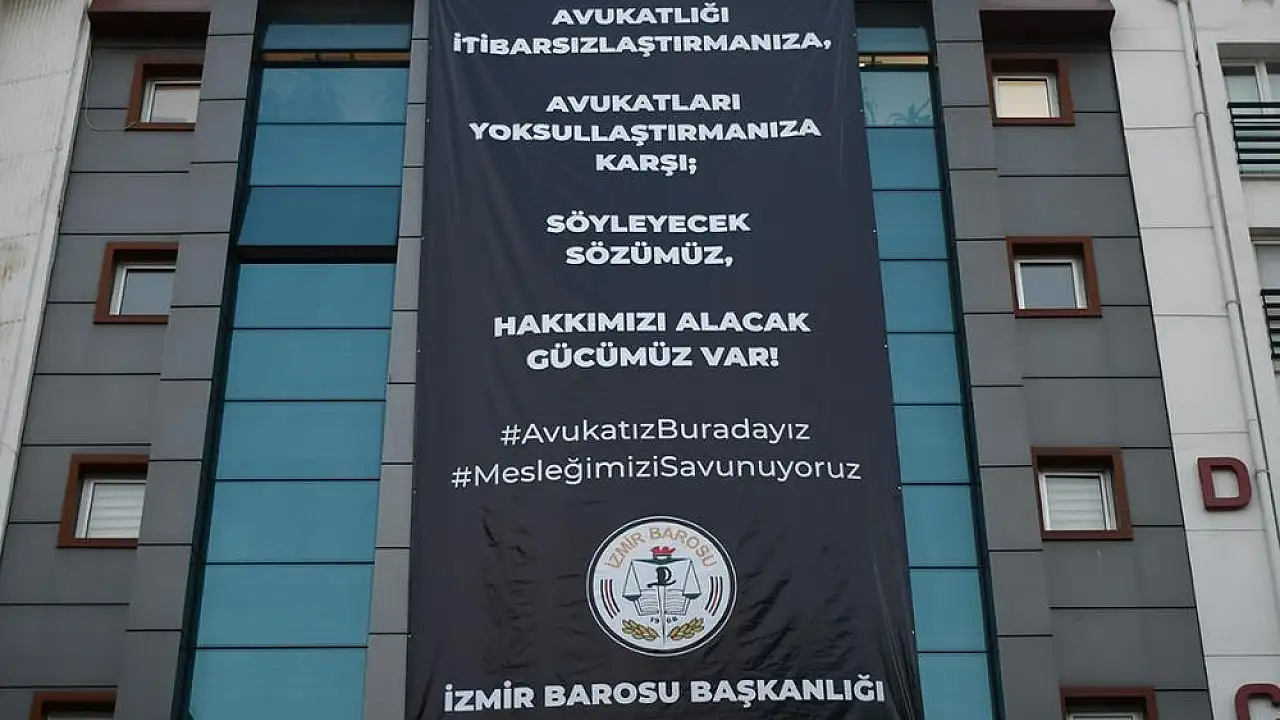 AVUKATLIĞI
İTİBARSIZLAŞTIRMANIZA,
AVUKATLARI
YOKSULLAŞTIRMANIZA
KARŞI;
SÖYLEYECEK
SÖZÜMÜZ,
HAKKIMIZI ALACAK
GÜCÜMÜZ VAR!
#AvukatızBuradayız
#MesleğimiziSavunuyoruz
İZMİR BAROSU
1908
İZMİR BAROSU BAŞKANLIĞI
D